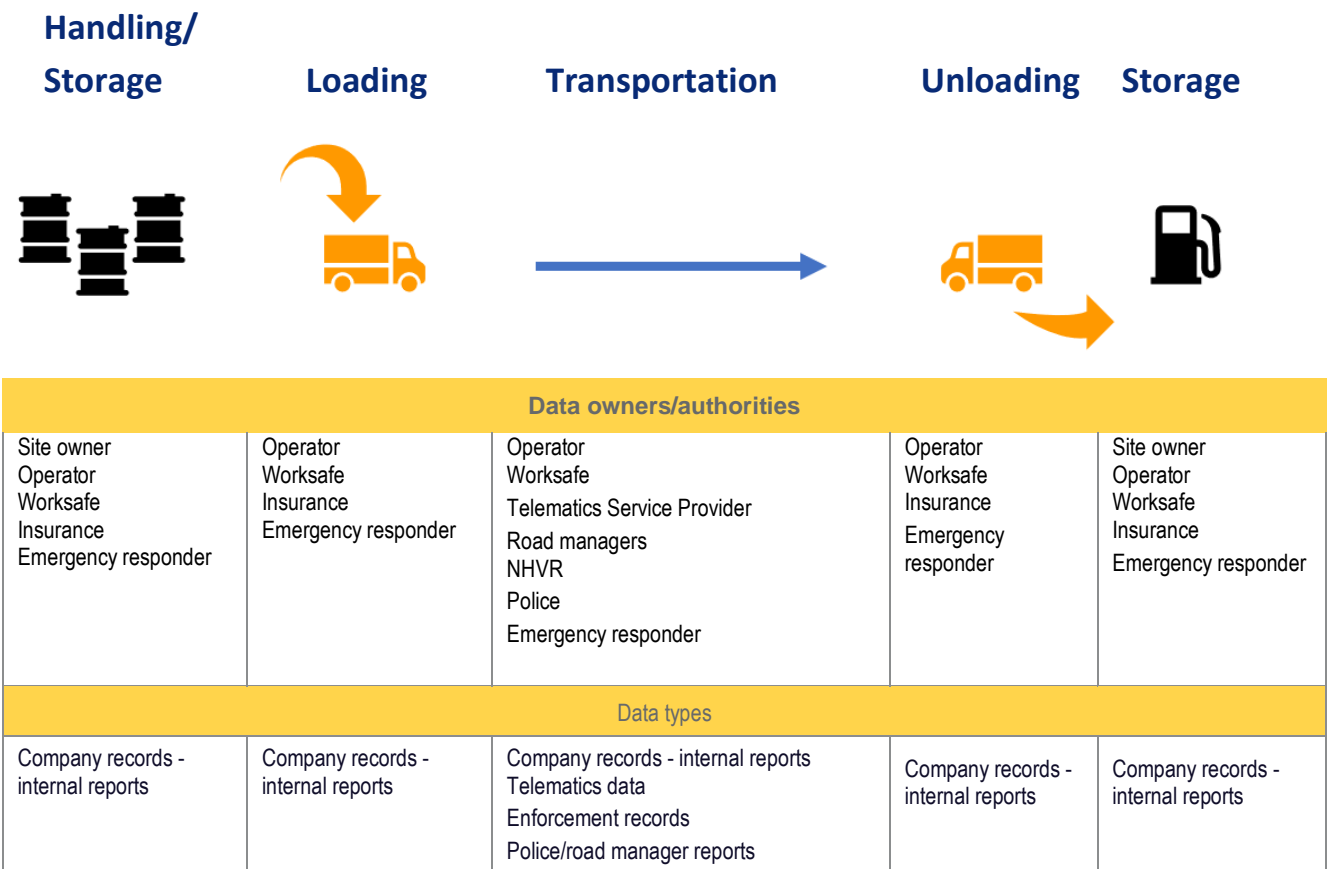 Handling/
Storage
Loading
Transportation
Unloading
Storage
Data owners/authorities
Site owner
Operator
Worksafe
Insurance
Emergency responder
Operator
Worksafe
Insurance
Emergency responder
Operator
Worksafe
Telematics Service Provider
Road managers
NHVR
Police
Emergency responder
Operator
Worksafe
Insurance
Emergency
responder
Site owner
Operator
Worksafe
Insurance
Emergency responder
Data types
Company records -
internal reports
Company records -
internal reports
Company records - internal reports
Telematics data
Enforcement records
Police/road manager reports
Company records -
internal reports
Company records -
internal reports